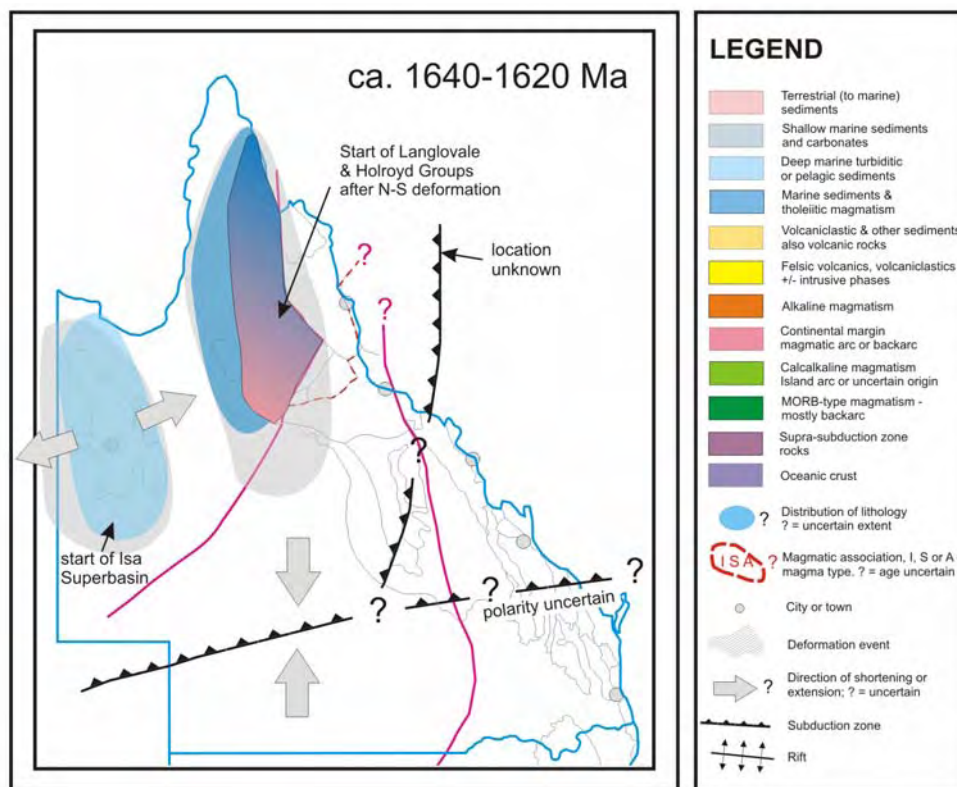 ca. 1640-1620 Ma
Start of Langlovale
& Holroyd Groups
after N-S deformation
location
unknown
?
?
?
start of Isa
Superbasin
?
?
?
?
polarity uncertain
LEGEND
Terrestrial (to marine)
sediments
Shallow marine sediments
and carbonates
Deep marine turbiditic
or pelagic sediments
Marine sediments &
tholeiitic magmatism
Volcaniclastic & other sediments
also volcanic rocks
Felsic volcanics, volcaniclastics
+/- intrusive phases
Alkaline magmatism
Continental margin
magmatic arc or backarc
Calcalkaline magmatism
Island arc or uncertain origin
MORB-type magmatism -
mostly backarc
Supra-subduction zone
rocks
Oceanic crust
? Distribution of lithology
? = uncertain extent
I S A ? Magmatic association, I, S or A
magma type. ? = age uncertain
City or town
Deformation event
? Direction of shortening or
extension; ? = uncertain
Subduction zone
Rift